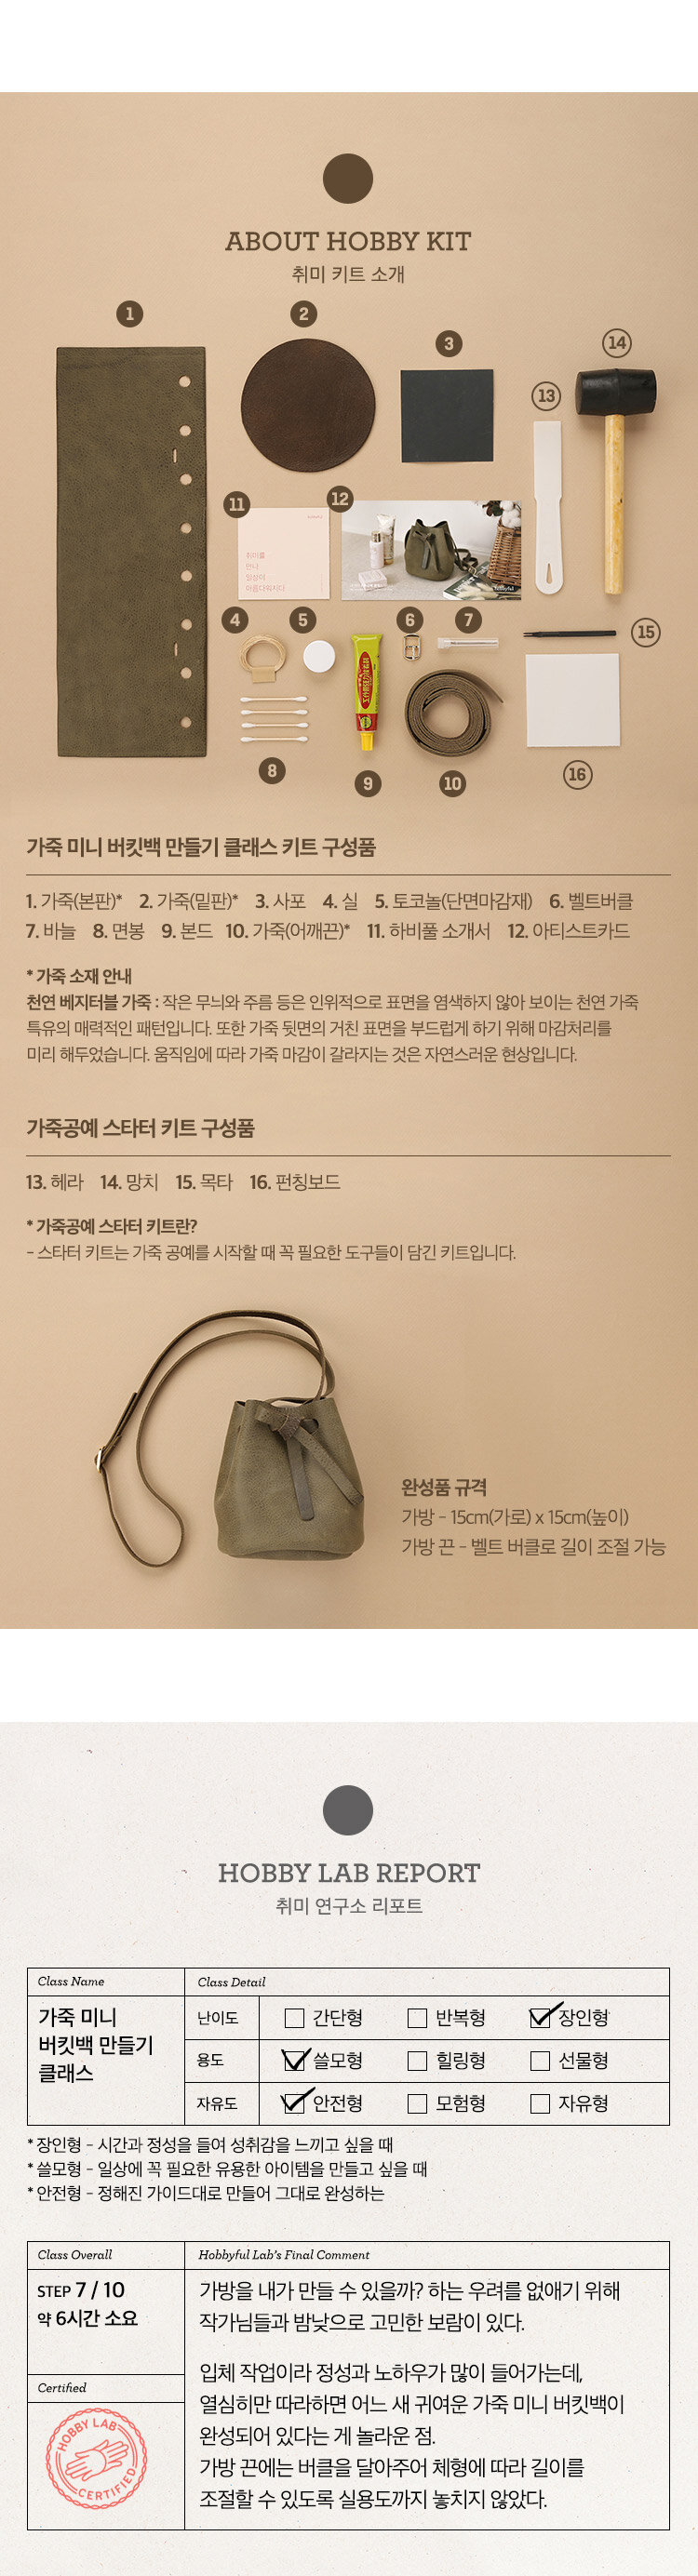 ABOUT HOBBY KIT
취미 키트 소개
1
2
3
14
13
11
12
취미를
만나
일상이
아름다워지다
4
5
6
7
15
8
9
10
16
가죽 미니 버킷백 만들기 클래스 키트 구성품
1. 가죽(본판)* 2. 가죽(밑판)* 3. 사포 4. 실 5. 토코놀(단면마감재) 6. 벨트버클
7. 바늘 8. 면봉 9. 본드 10. 가죽(어깨끈)* 11. 하비풀 소개서 12. 아티스트카드
* 가죽 소재 안내
천연 베지터블 가죽 : 작은 무늬와 주름 등은 인위적으로 표면을 염색하지 않아 보이는 천연 가죽
특유의 매력적인 패턴입니다. 또한 가죽 뒷면의 거친 표면을 부드럽게 하기 위해 마감처리를
미리 해두었습니다. 움직임에 따라 가죽 마감이 갈라지는 것은 자연스러운 현상입니다.
가죽공예 스타터 키트 구성품
13. 헤라 14. 망치 15. 목타 16. 펀칭보드
* 가죽공예 스타터 키트란?
- 스타터 키트는 가죽 공예를 시작할 때 꼭 필요한 도구들이 담긴 키트입니다.
완성품 규격
가방 - 15cm(가로) x 15cm(높이)
가방 끈 - 벨트 버클로 길이 조절 가능
HOBBY LAB REPORT
취미 연구소 리포트
Class Name
Class Detail
가죽 미니
버킷백 만들기
클래스
난이도 간단형 반복형 장인형
용도 쓸모형 힐링형 선물형
자유도 안전형 모험형 자유형
* 장인형 - 시간과 정성을 들여 성취감을 느끼고 싶을 때
* 쓸모형 - 일상에 꼭 필요한 유용한 아이템을 만들고 싶을 때
* 안전형 - 정해진 가이드대로 만들어 그대로 완성하는
Class Overall
Hobbyful Lab's Final Comment
STEP 7 / 10
약 6시간 소요
가방을 내가 만들 수 있을까? 하는 우려를 없애기 위해
작가님들과 밤낮으로 고민한 보람이 있다.
입체 작업이라 정성과 노하우가 많이 들어가는데,
열심히만 따라하면 어느 새 귀여운 가죽 미니 버킷백이
완성되어 있다는 게 놀라운 점.
가방 끈에는 버클을 달아주어 체형에 따라 길이를
조절할 수 있도록 실용도까지 놓치지 않았다.
Certified
HOBBY LAB
CERTIFIED